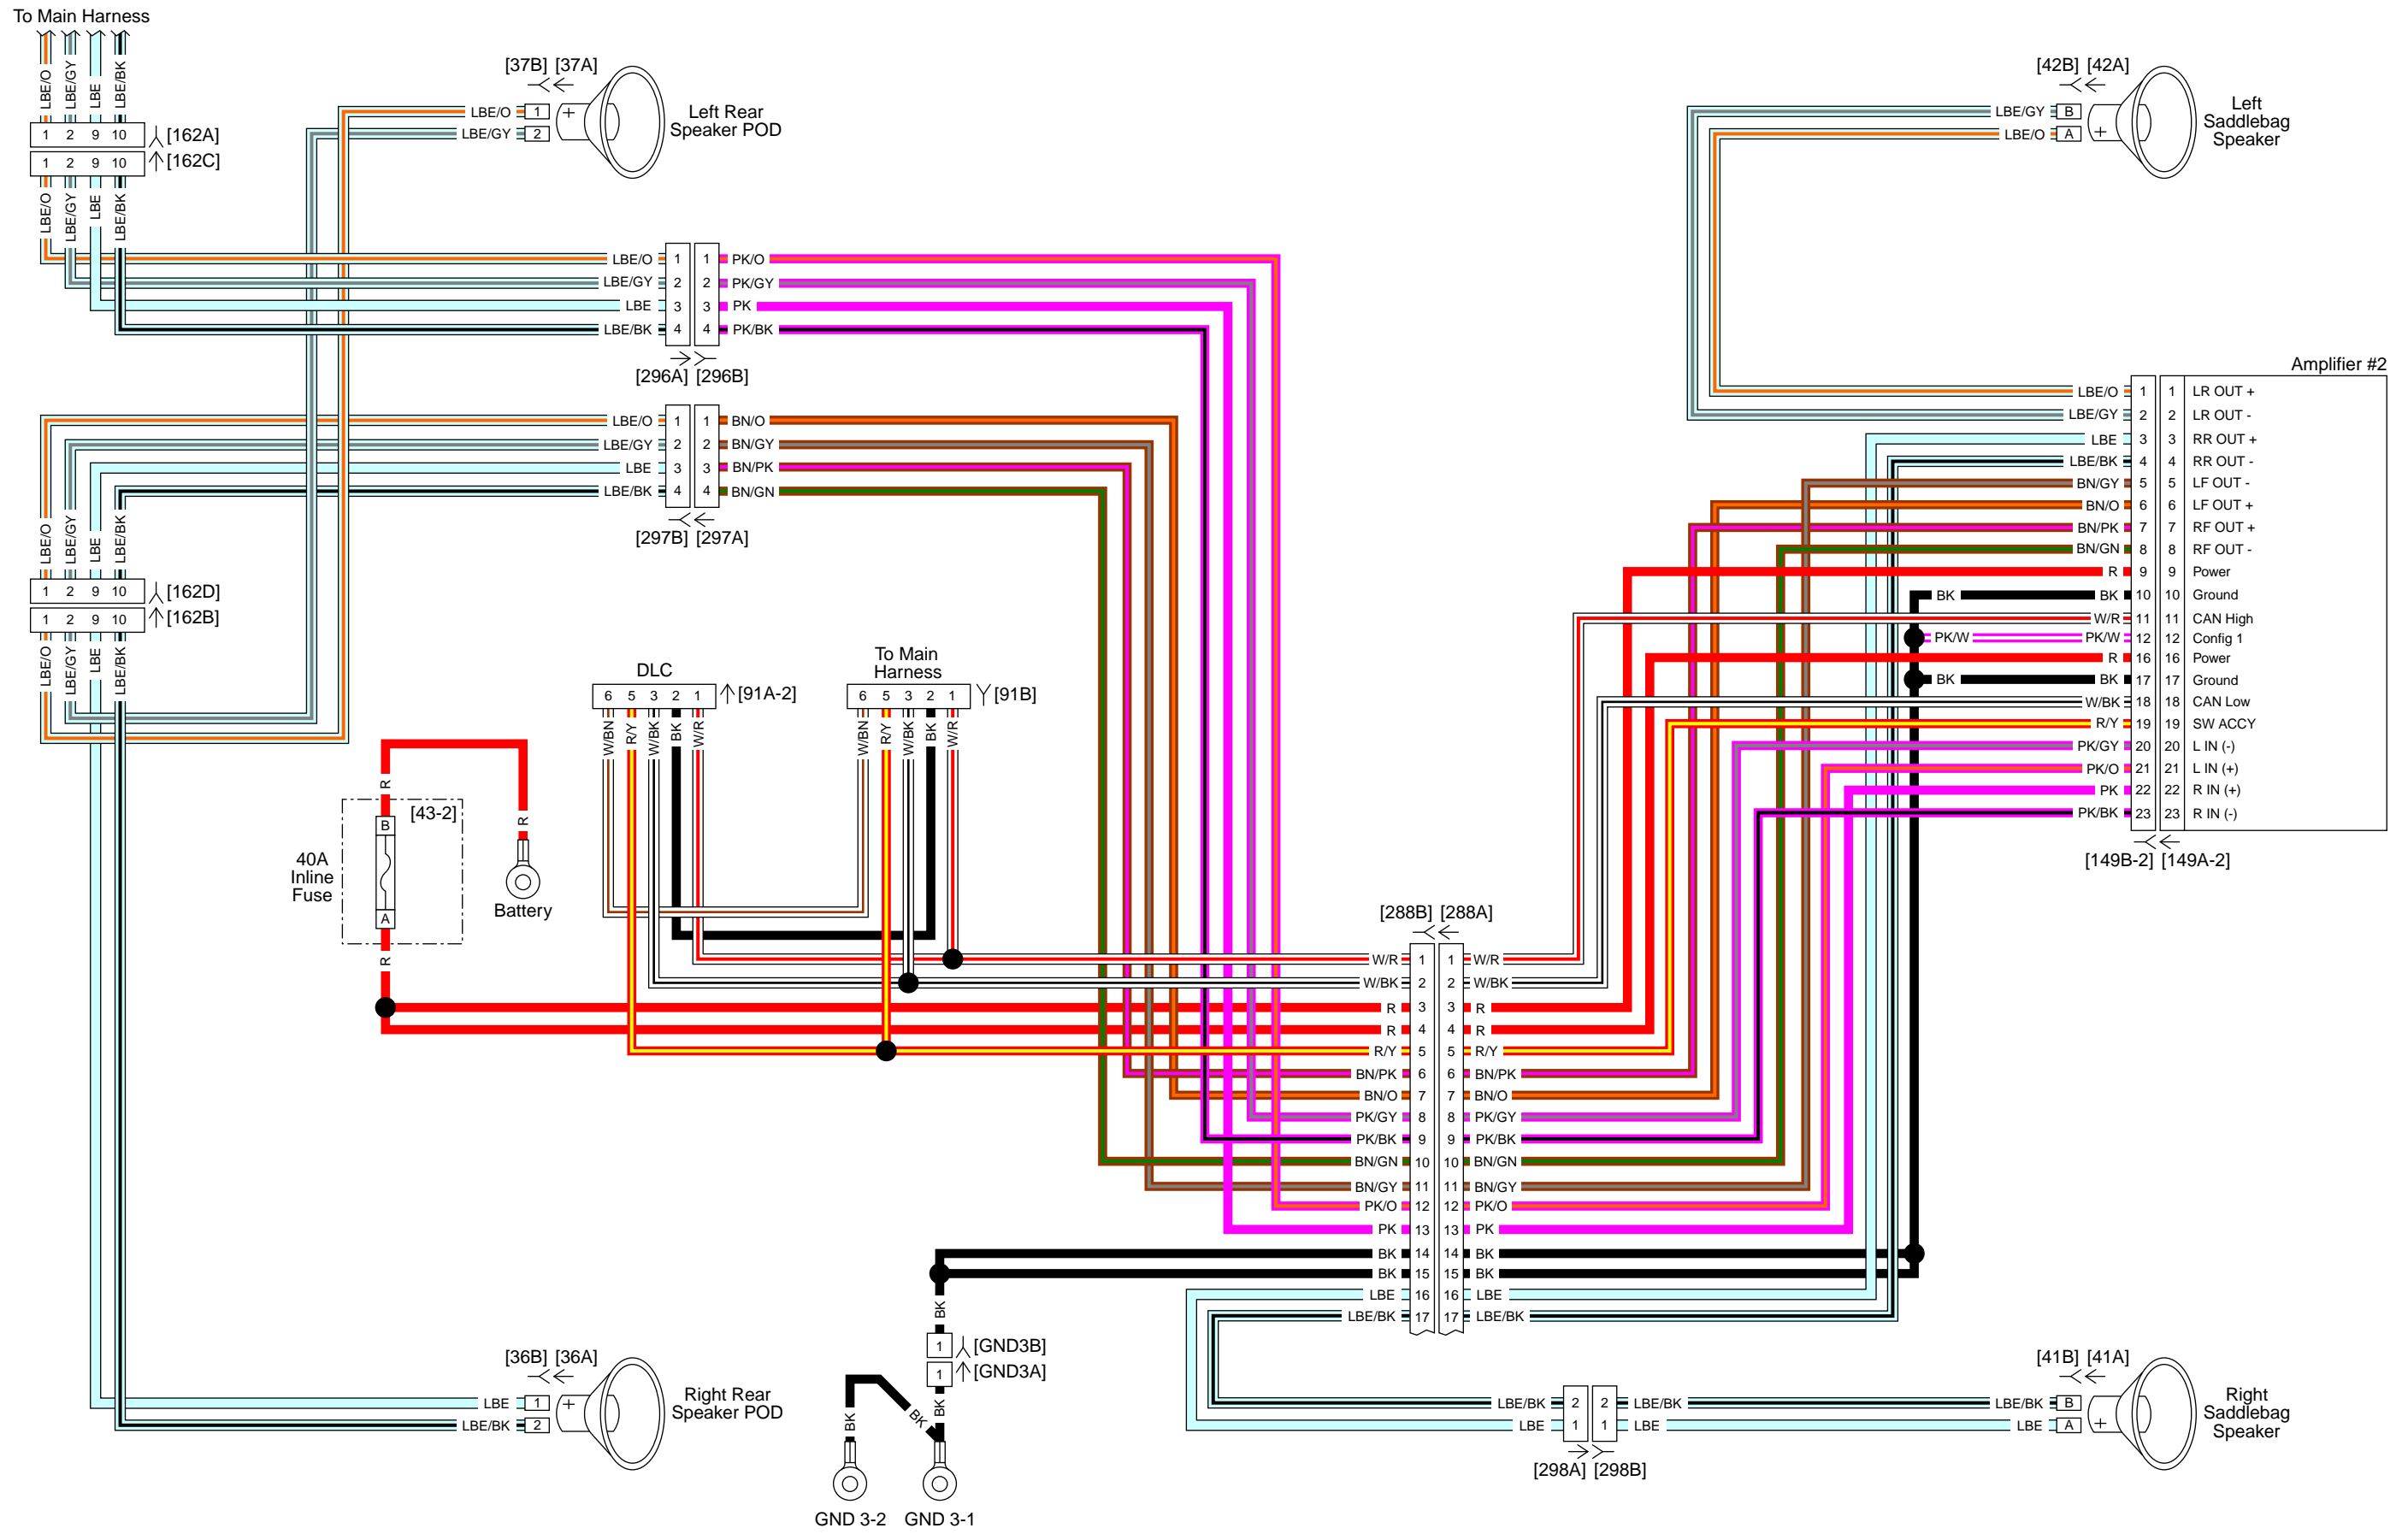 To Main Harness
LBE/O LBE/GY LBE LBE/BK
1 2 9 10 [162A]
1 2 9 10 [162C]
LBE/O LBE/GY LBE LBE/BK
[37B] [37A]
LBE/O 1 +
LBE/GY 2
Left Rear
Speaker POD
[42B] [42A]
LBE/GY B
LBE/O A +
Left
Saddlebag
Speaker
LBE/O 1 1 PK/O
LBE/GY 2 2 PK/GY
LBE 3 3 PK
LBE/BK 4 4 PK/BK
[296A] [296B]
LBE/O 1 1 BN/O
LBE/GY 2 2 BN/GY
LBE 3 3 BN/PK
LBE/BK 4 4 BN/GN
[297B] [297A]
LBE/O LBE/GY LBE LBE/BK
1 2 9 10 [162D]
1 2 9 10 [162B]
LBE/O LBE/GY LBE LBE/BK
Amplifier #2
LBE/O 1 1 LR OUT +
LBE/GY 2 2 LR OUT -
LBE 3 3 RR OUT +
LBE/BK 4 4 RR OUT -
BN/GY 5 5 LF OUT -
BN/O 6 6 LF OUT +
BN/PK 7 7 RF OUT +
BN/GN 8 8 RF OUT -
R 9 9 Power
BK BK 10 10 Ground
W/R 11 11 CAN High
PK/W PK/W 12 12 Config 1
R 16 16 Power
BK BK 17 17 Ground
W/BK 18 18 CAN Low
R/Y 19 19 SW ACCY
PK/GY 20 20 L IN (-)
PK/O 21 21 L IN (+)
PK 22 22 R IN (+)
PK/BK 23 23 R IN (-)
[149B-2] [149A-2]
DLC
6 5 3 2 1 [91A-2]
W/BN R/Y W/BK BK W/R
To Main
Harness
6 5 3 2 1 [91B]
W/BN R/Y W/BK BK W/R
R
R
[43-2]
B
40A
Inline
Fuse
A
R
Battery
[288B] [288A]
W/R 1 1 W/R
W/BK 2 2 W/BK
R 3 3 R
R 4 4 R
R/Y 5 5 R/Y
BN/PK 6 6 BN/PK
BN/O 7 7 BN/O
PK/GY 8 8 PK/GY
PK/BK 9 9 PK/BK
BN/GN 10 10 BN/GN
BN/GY 11 11 BN/GY
PK/O 12 12 PK/O
PK 13 13 PK
BK 14 14 BK
BK 15 15 BK
LBE 16 16 LBE
LBE/BK 17 17 LBE/BK
BK
1 [GND3B]
1 [GND3A]
BK BK BK
GND 3-2 GND 3-1
[36B] [36A]
LBE 1 +
LBE/BK 2
Right Rear
Speaker POD
LBE/BK 2 2 LBE/BK
LBE 1 1 LBE
[298A] [298B]
[41B] [41A]
LBE/BK B
LBE A +
Right
Saddlebag
Speaker